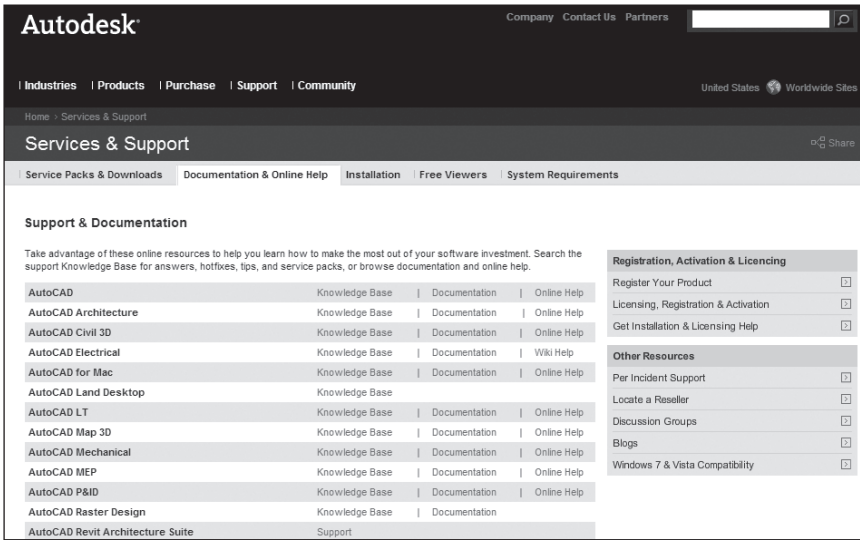 Autodesk
Company Contact Us Partners
| Industries | Products | Purchase | Support | Community
United States Worldwide Sites
Home > Services & Support
Services & Support
Share
| Service Packs & Downloads Documentation & Online Help Installation | Free Viewers | System Requirements
Support & Documentation
Take advantage of these online resources to help you learn how to make the most out of your software investment. Search the
support Knowledge Base for answers, hotfixes, tips, and service packs, or browse documentation and online help.
AutoCAD Knowledge Base | Documentation | Online Help
AutoCAD Architecture Knowledge Base | Documentation | Online Help
AutoCAD Civil 3D Knowledge Base | Documentation | Online Help
AutoCAD Electrical Knowledge Base | Documentation | Wiki Help
AutoCAD for Mac Knowledge Base | Documentation | Online Help
AutoCAD Land Desktop Knowledge Base
AutoCAD LT Knowledge Base | Documentation | Online Help
AutoCAD Map 3D Knowledge Base | Documentation | Online Help
AutoCAD Mechanical Knowledge Base | Documentation | Online Help
AutoCAD MEP Knowledge Base | Documentation | Online Help
AutoCAD P&ID Knowledge Base | Documentation | Online Help
AutoCAD Raster Design Knowledge Base | Documentation
AutoCAD Revit Architecture Suite Support
Registration, Activation & Licencing
Register Your Product
Licensing, Registration & Activation
Get Installation & Licensing Help
Other Resources
Per Incident Support
Locate a Reseller
Discussion Groups
Blogs
Windows 7 & Vista Compatibility